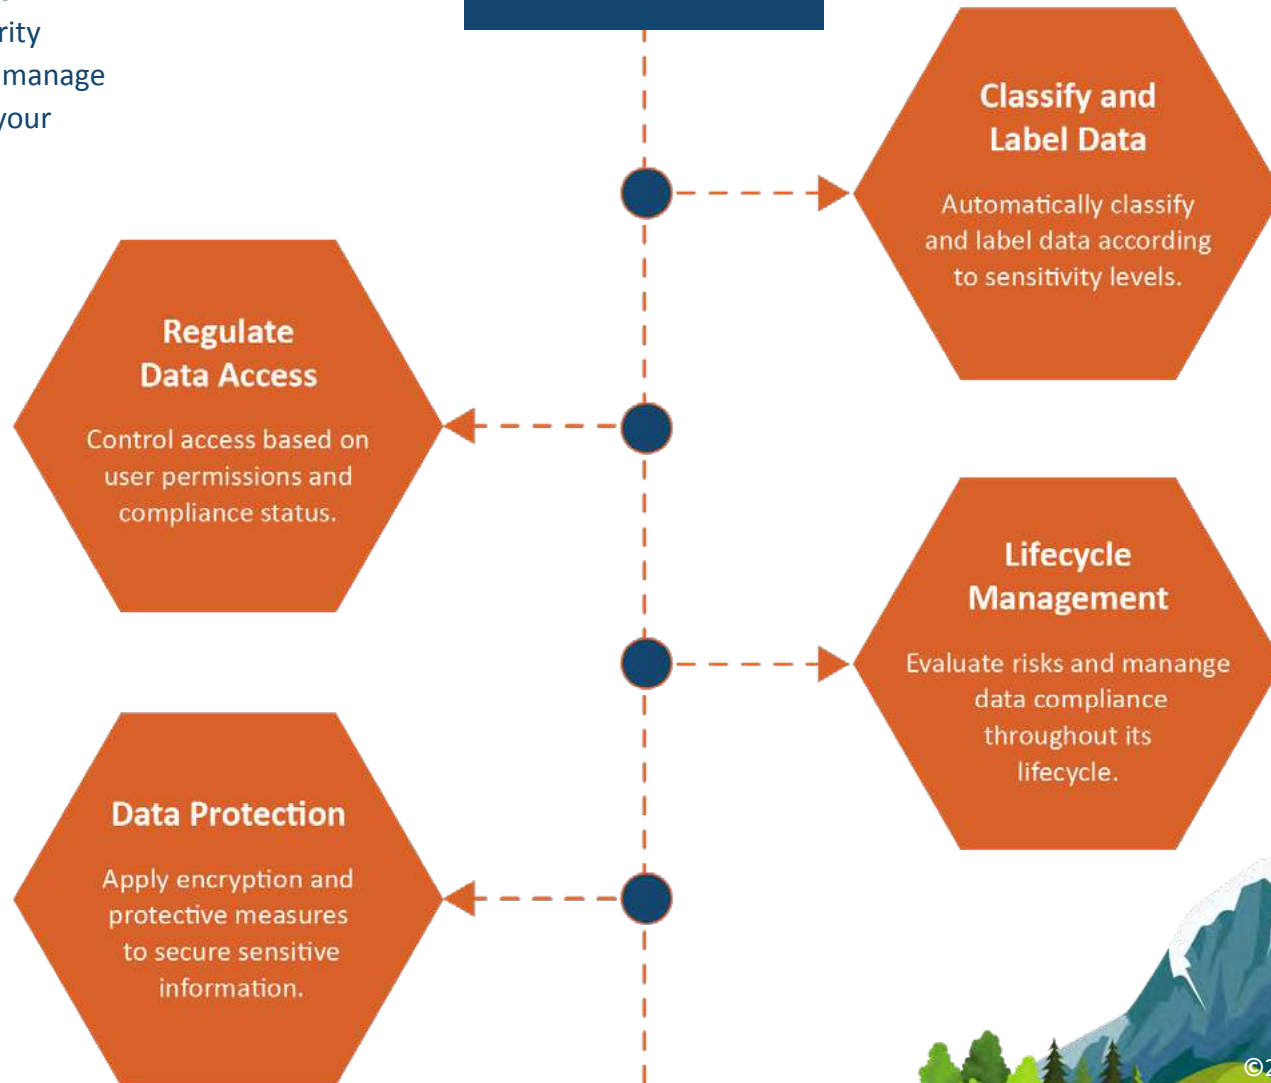 rity
manage
your
Classify and
Label Data
Automatically classify
and label data according
to sensitivity levels.
Regulate
Data Access
Control access based on
user permissions and
compliance status.
Lifecycle
Management
Evaluate risks and manange
data compliance
throughout its
lifecycle.
Data Protection
Apply encryption and
protective measures
to secure sensitive
information.
©2